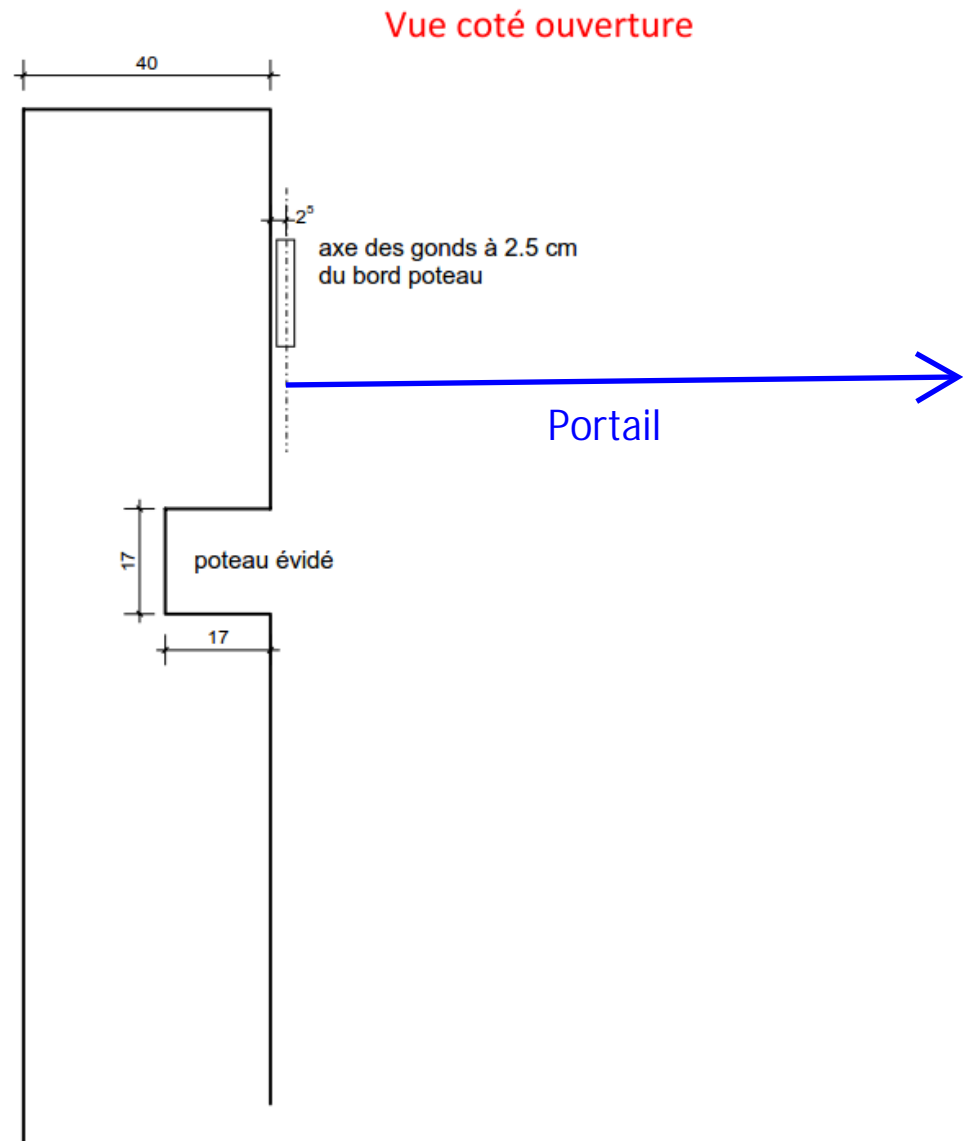 Vue coté ouverture
40
2⁵
axe des gonds à 2.5 cm
du bord poteau
Portail
17
poteau évidé
17